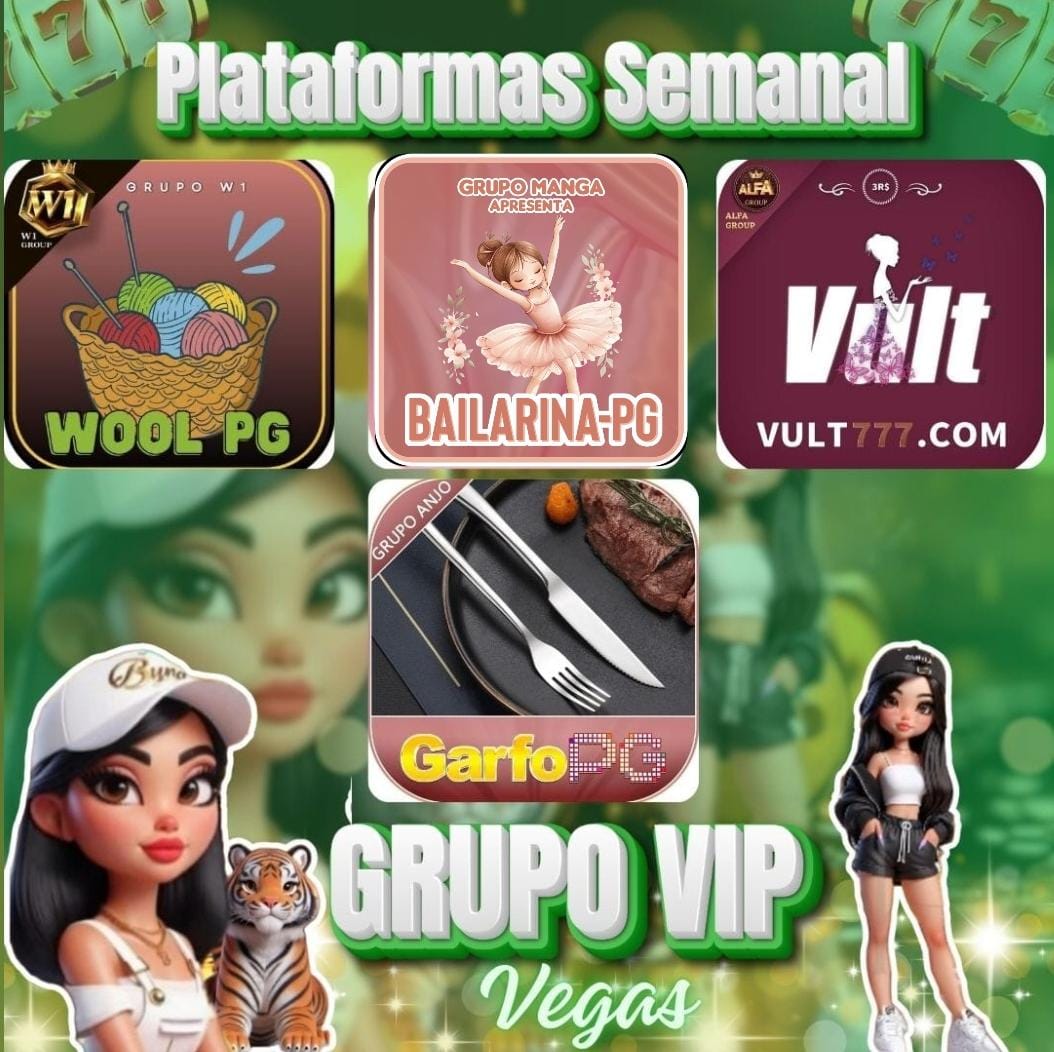 Plataformas Semanal
W1
W1
GROUP
GRUPO W1
WOOL PG
GRUPO MANGA
APRESENTA
BAILARINA-PG
ALFA
GROUP
ALFA
GROUP
3R$
Vult
VULT777.COM
GRUPO ANJO
GarfoPG
GRUPO VIP
Vegas